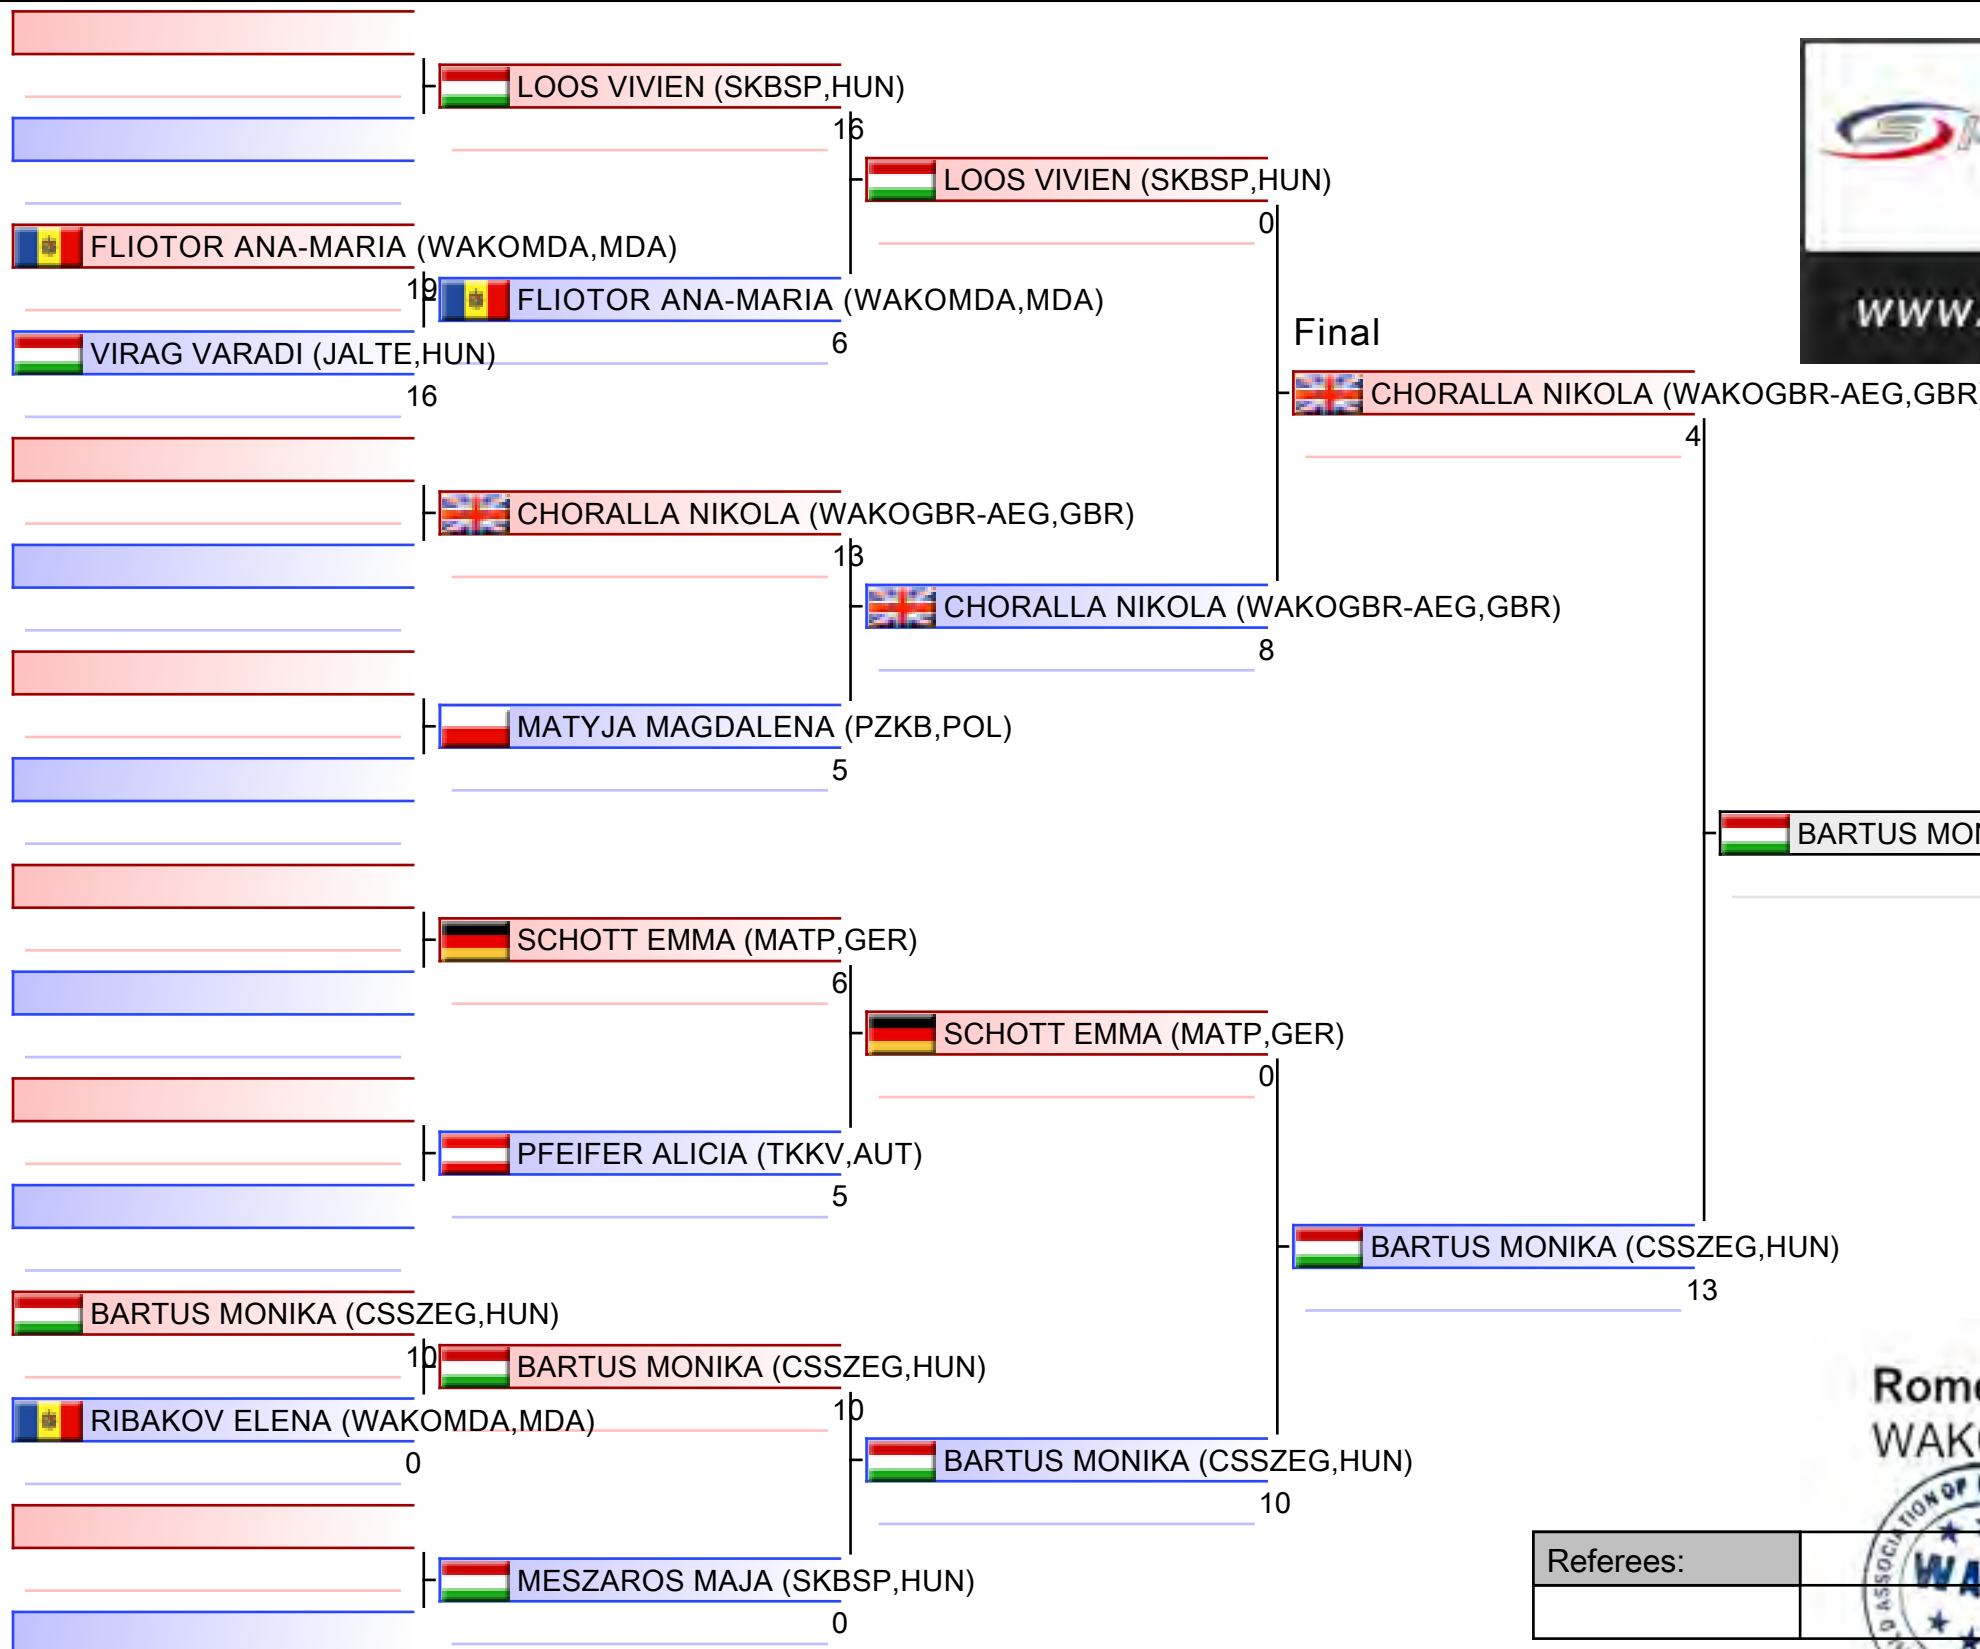 LOOS VIVIEN (SKBSP,HUN)
16
LOOS VIVIEN (SKBSP,HUN)
0
FLIOTOR ANA-MARIA (WAKOMDA,MDA)
19
FLIOTOR ANA-MARIA (WAKOMDA,MDA)
6
VIRAG VARADI (JALTE,HUN)
16
www.
Final
CHORALLA NIKOLA (WAKOGBR-AEG,GBR)
4
CHORALLA NIKOLA (WAKOGBR-AEG,GBR)
13
CHORALLA NIKOLA (WAKOGBR-AEG,GBR)
8
MATYJA MAGDALENA (PZKB,POL)
5
BARTUS MON
SCHOTT EMMA (MATP,GER)
6
SCHOTT EMMA (MATP,GER)
0
PFEIFER ALICIA (TKKV,AUT)
5
BARTUS MONIKA (CSSZEG,HUN)
13
BARTUS MONIKA (CSSZEG,HUN)
10
BARTUS MONIKA (CSSZEG,HUN)
10
RIBAKOV ELENA (WAKOMDA,MDA)
0
BARTUS MONIKA (CSSZEG,HUN)
10
MESZAROS MAJA (SKBSP,HUN)
0
Referees: